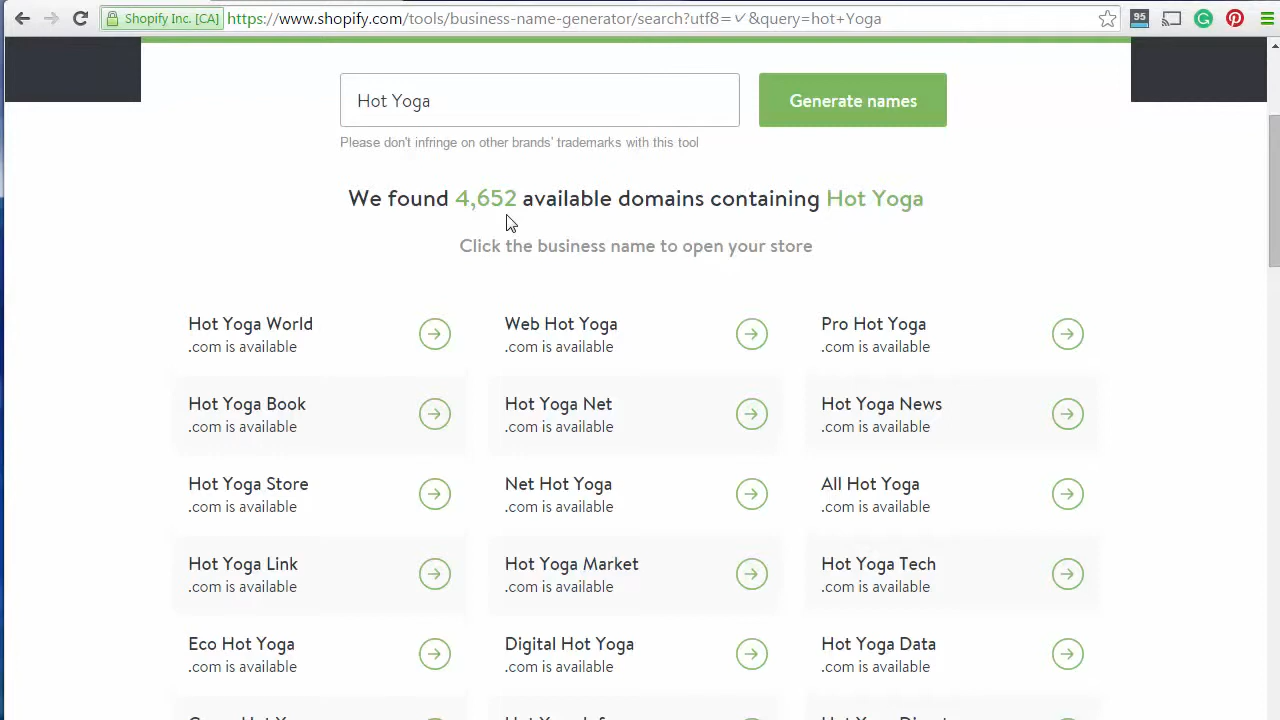 Shopify Inc. [CA] https://www.shopify.com/tools/business-name-generator/search?utf8=✓&query=hot+Yoga
95
Hot Yoga
Generate names
Please don't infringe on other brands' trademarks with this tool
We found 4,652 available domains containing Hot Yoga
Click the business name to open your store
Hot Yoga World
.com is available
Web Hot Yoga
.com is available
Pro Hot Yoga
.com is available
Hot Yoga Book
.com is available
Hot Yoga Net
.com is available
Hot Yoga News
.com is available
Hot Yoga Store
.com is available
Net Hot Yoga
.com is available
All Hot Yoga
.com is available
Hot Yoga Link
.com is available
Hot Yoga Market
.com is available
Hot Yoga Tech
.com is available
Eco Hot Yoga
.com is available
Digital Hot Yoga
.com is available
Hot Yoga Data
.com is available